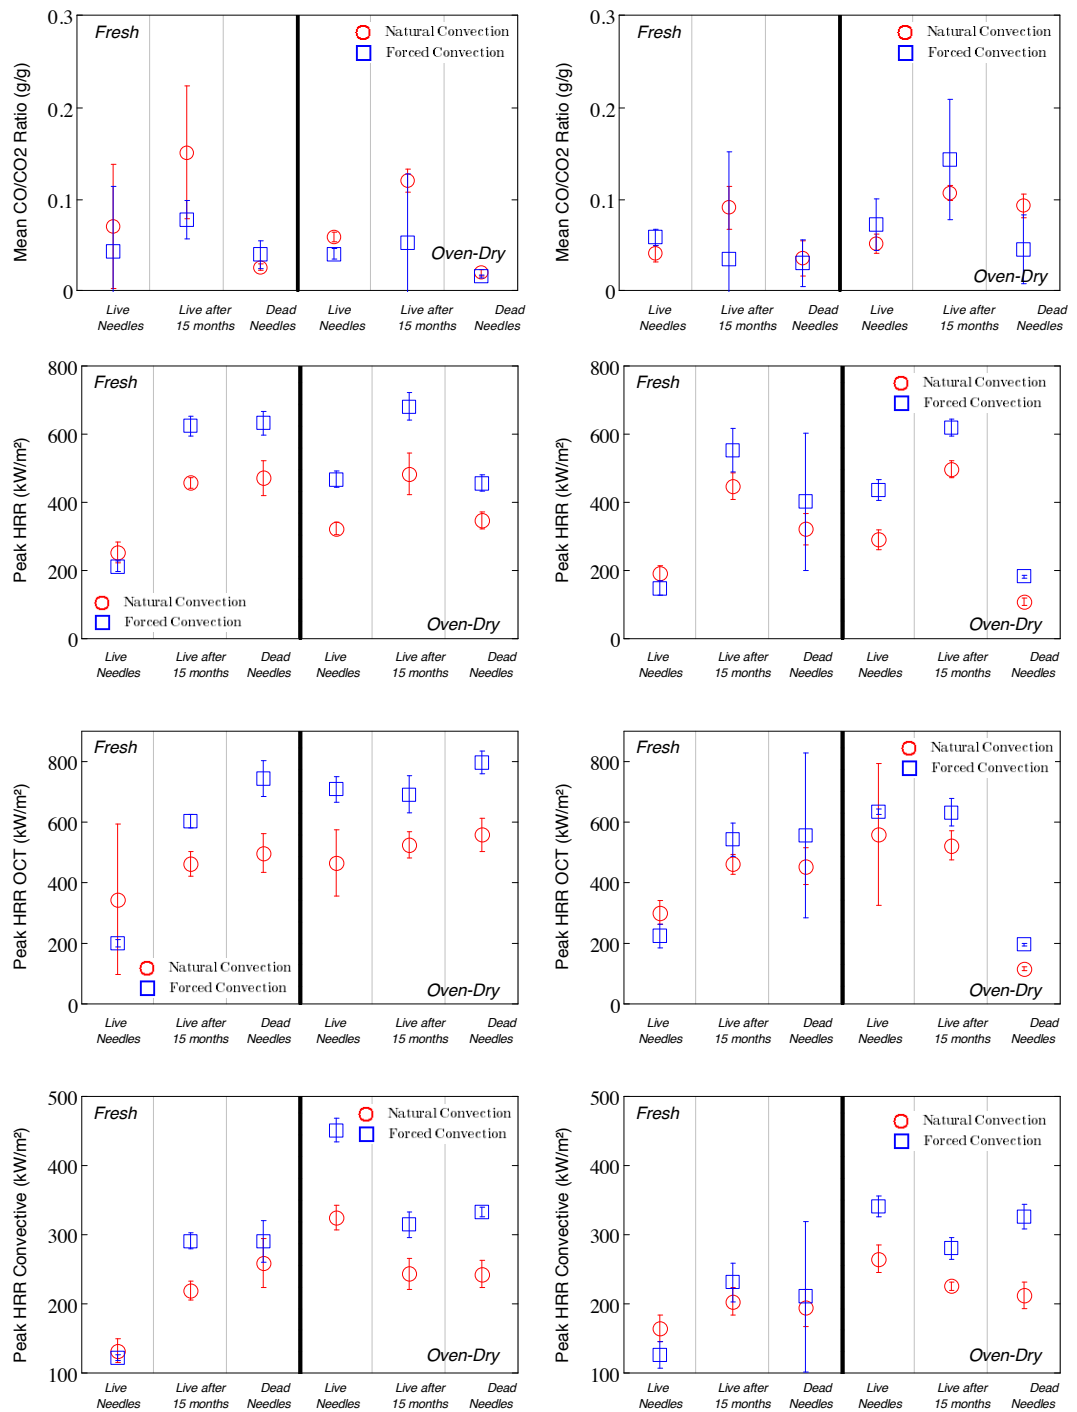 Mean CO/CO2 Ratio (g/g)
0.3
0.2
0.1
0
Fresh
Natural Convection
Forced Convection
Oven-Dry
Live Needles
Live after 15 months
Dead Needles
Live Needles
Live after 15 months
Dead Needles
Mean CO/CO2 Ratio (g/g)
0.3
0.2
0.1
0
Fresh
Natural Convection
Forced Convection
Oven-Dry
Live Needles
Live after 15 months
Dead Needles
Live Needles
Live after 15 months
Dead Needles
Peak HRR (kW/m²)
800
600
400
200
0
Fresh
Natural Convection
Forced Convection
Oven-Dry
Live Needles
Live after 15 months
Dead Needles
Live Needles
Live after 15 months
Dead Needles
Peak HRR (kW/m²)
800
600
400
200
0
Fresh
Natural Convection
Forced Convection
Oven-Dry
Live Needles
Live after 15 months
Dead Needles
Live Needles
Live after 15 months
Dead Needles
Peak HRR OCT (kW/m²)
800
600
400
200
0
Fresh
Natural Convection
Forced Convection
Oven-Dry
Live Needles
Live after 15 months
Dead Needles
Live Needles
Live after 15 months
Dead Needles
Peak HRR OCT (kW/m²)
800
600
400
200
0
Fresh
Natural Convection
Forced Convection
Oven-Dry
Live Needles
Live after 15 months
Dead Needles
Live Needles
Live after 15 months
Dead Needles
Peak HRR Convective (kW/m²)
500
400
300
200
100
Fresh
Natural Convection
Forced Convection
Oven-Dry
Live Needles
Live after 15 months
Dead Needles
Live Needles
Live after 15 months
Dead Needles
Peak HRR Convective (kW/m²)
500
400
300
200
100
Fresh
Natural Convection
Forced Convection
Oven-Dry
Live Needles
Live after 15 months
Dead Needles
Live Needles
Live after 15 months
Dead Needles